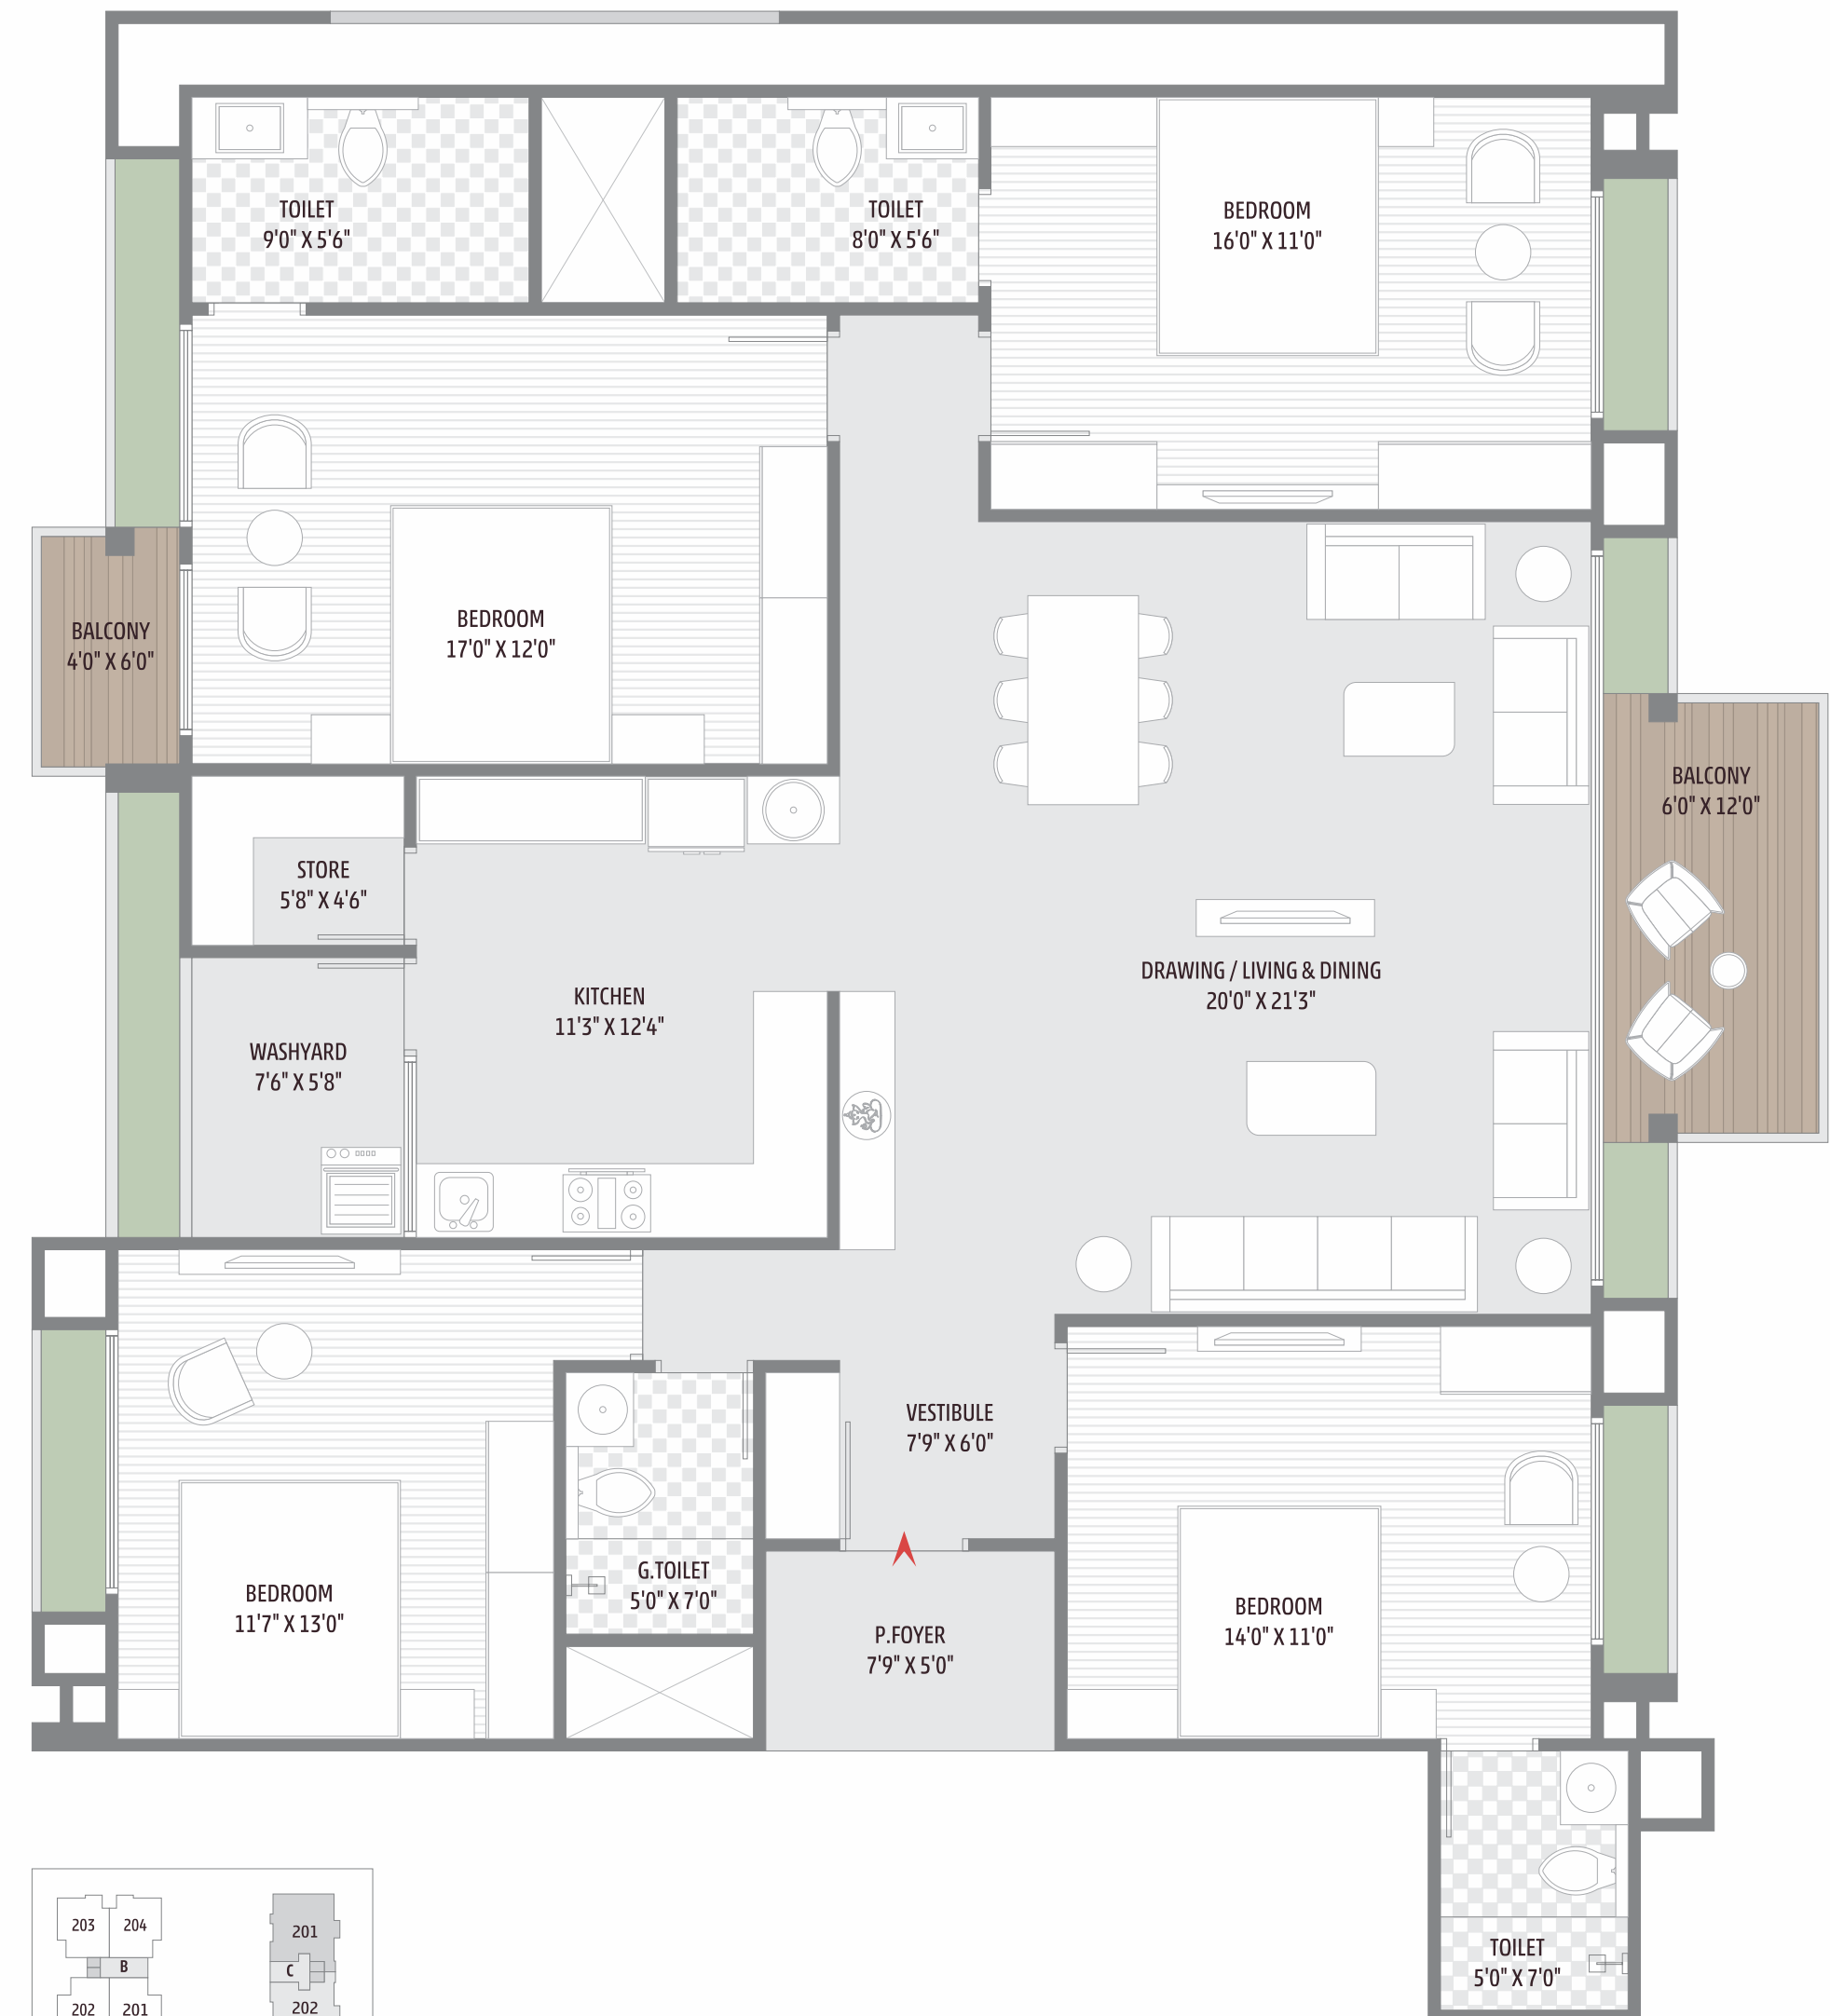 TOILET
9'0" X 5'6"
TOILET
8'0" X 5'6"
BEDROOM
16'0" X 11'0"
BEDROOM
17'0" X 12'0"
BALCONY
4'0" X 6'0"
BALCONY
6'0" X 12'0"
STORE
5'8" X 4'6"
DRAWING / LIVING & DINING
20'0" X 21'3"
KITCHEN
11'3" X 12'4"
WASHYARD
7'6" X 5'8"
VESTIBULE
7'9" X 6'0"
G.TOILET
5'0" X 7'0"
BEDROOM
11'7" X 13'0"
BEDROOM
14'0" X 11'0"
P.FOYER
7'9" X 5'0"
TOILET
5'0" X 7'0"
203 204
B
202 201
201
C
202